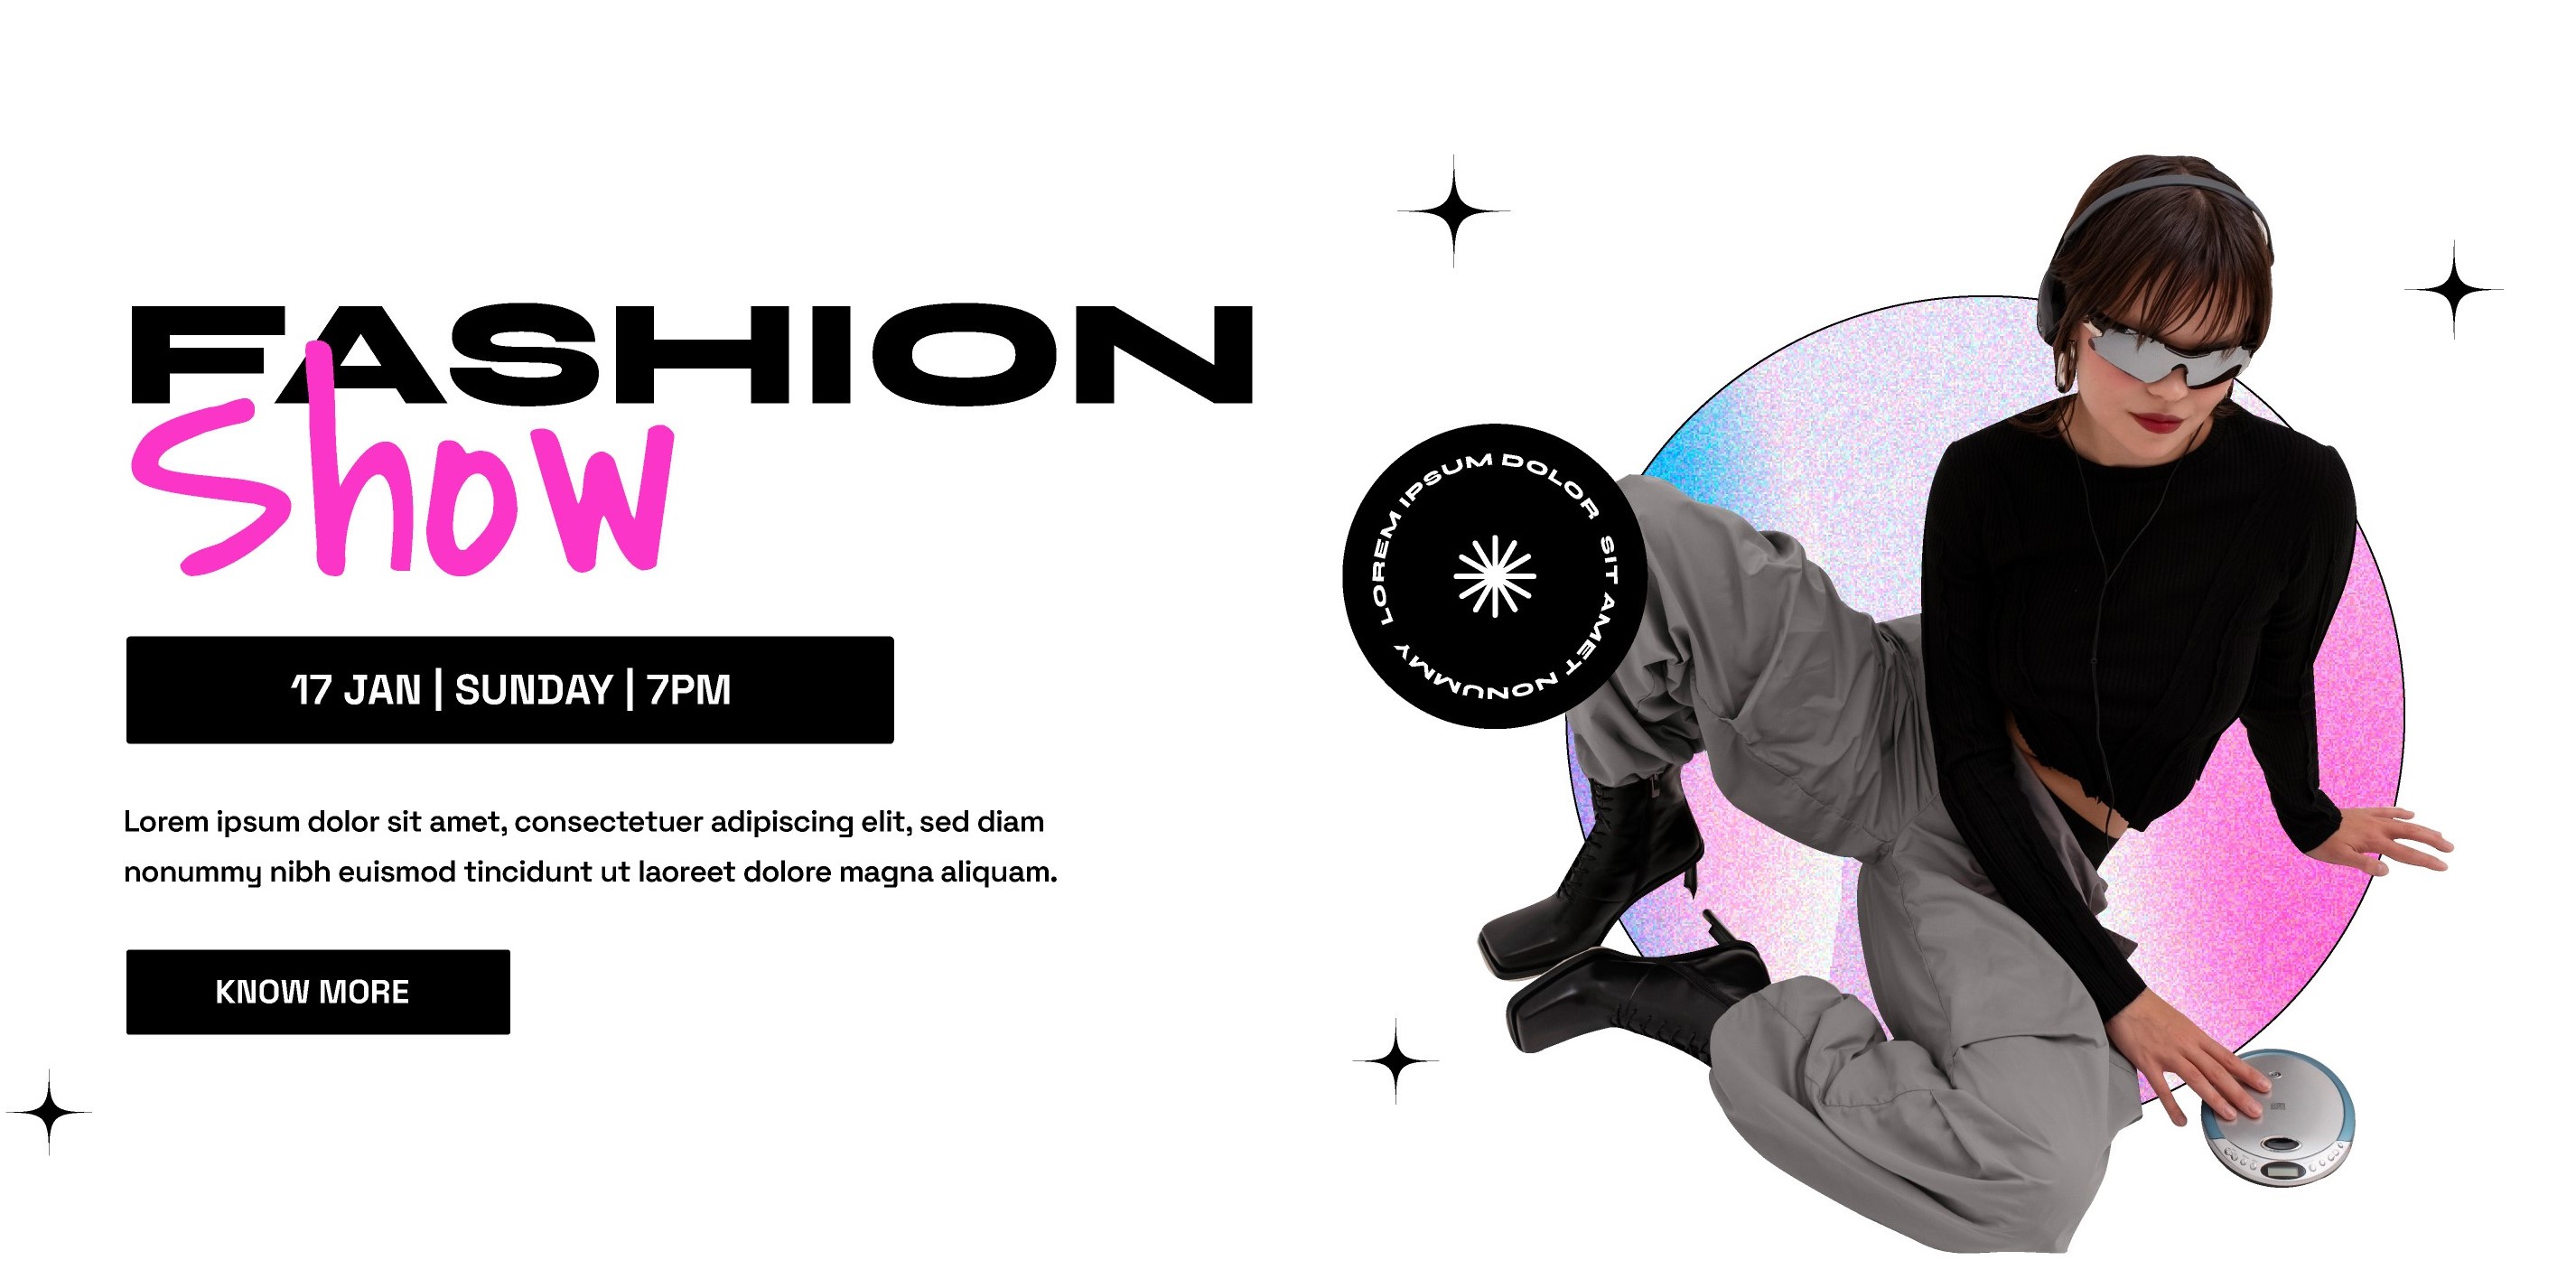 FASHION
Show
17 JAN | SUNDAY | 7PM
Lorem ipsum dolor sit amet, consectetuer adipiscing elit, sed diam
nonummy nibh euismod tincidunt ut laoreet dolore magna aliquam.
KNOW MORE
LOREM IPSUM DOLOR SIT AMET NONUMMY